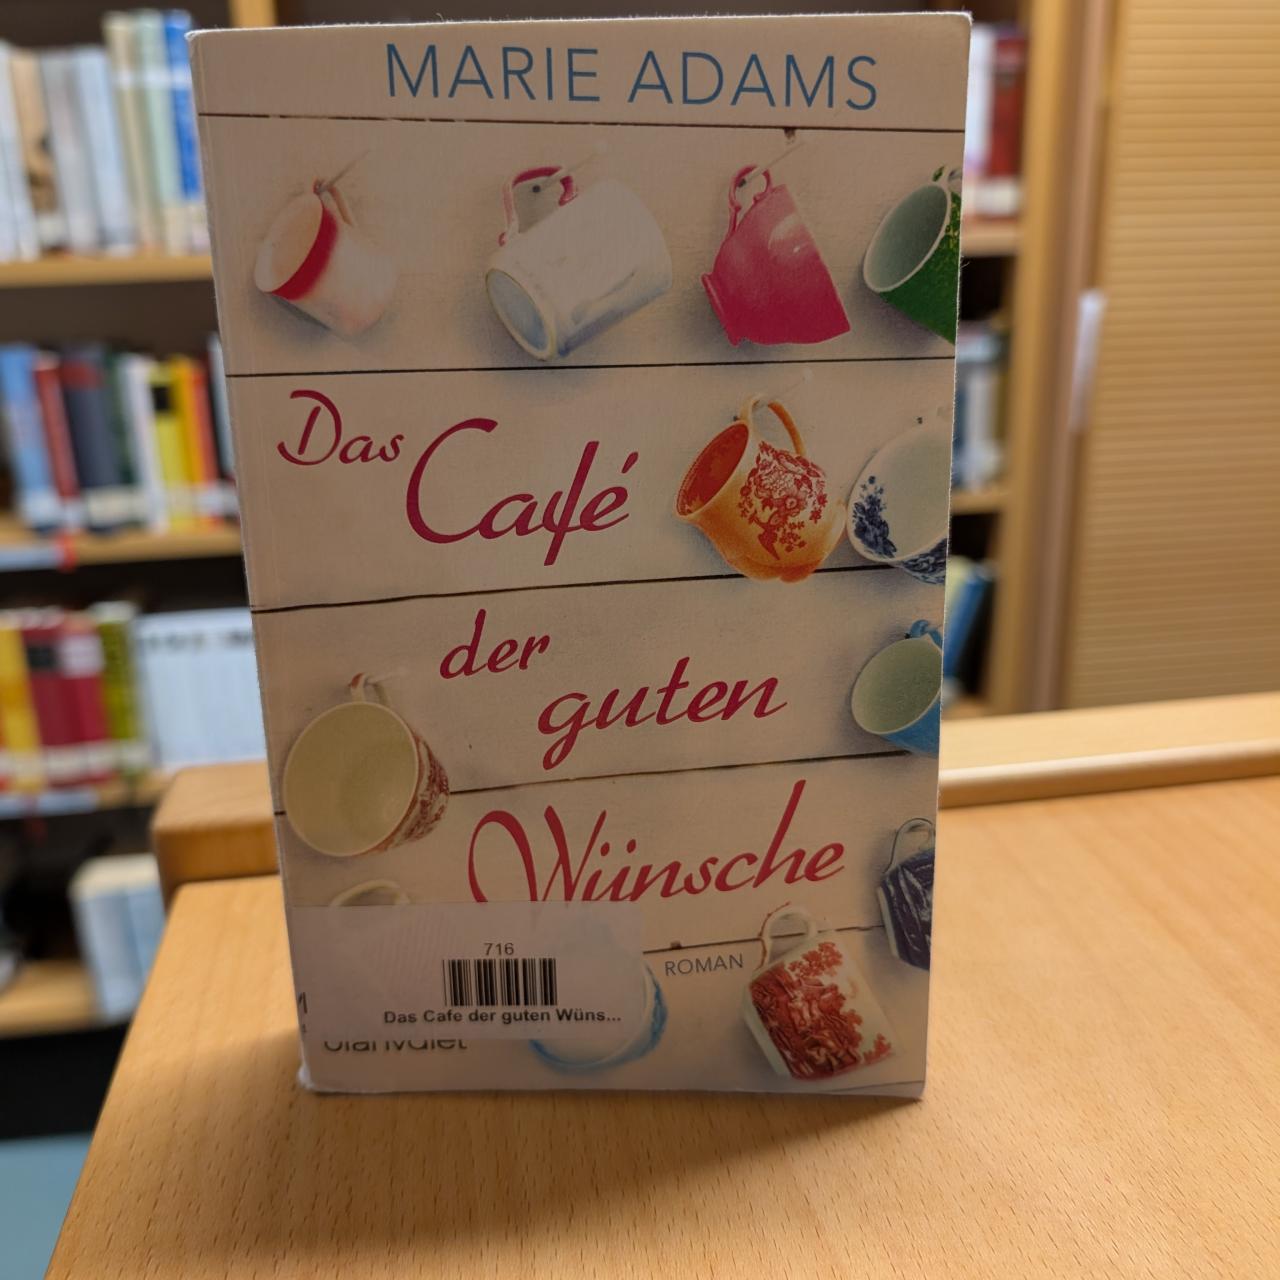 MARIE ADAMS
Das Café
der
guten
Wünsche
ROMAN
716
Das Cafe der guten Wüns...